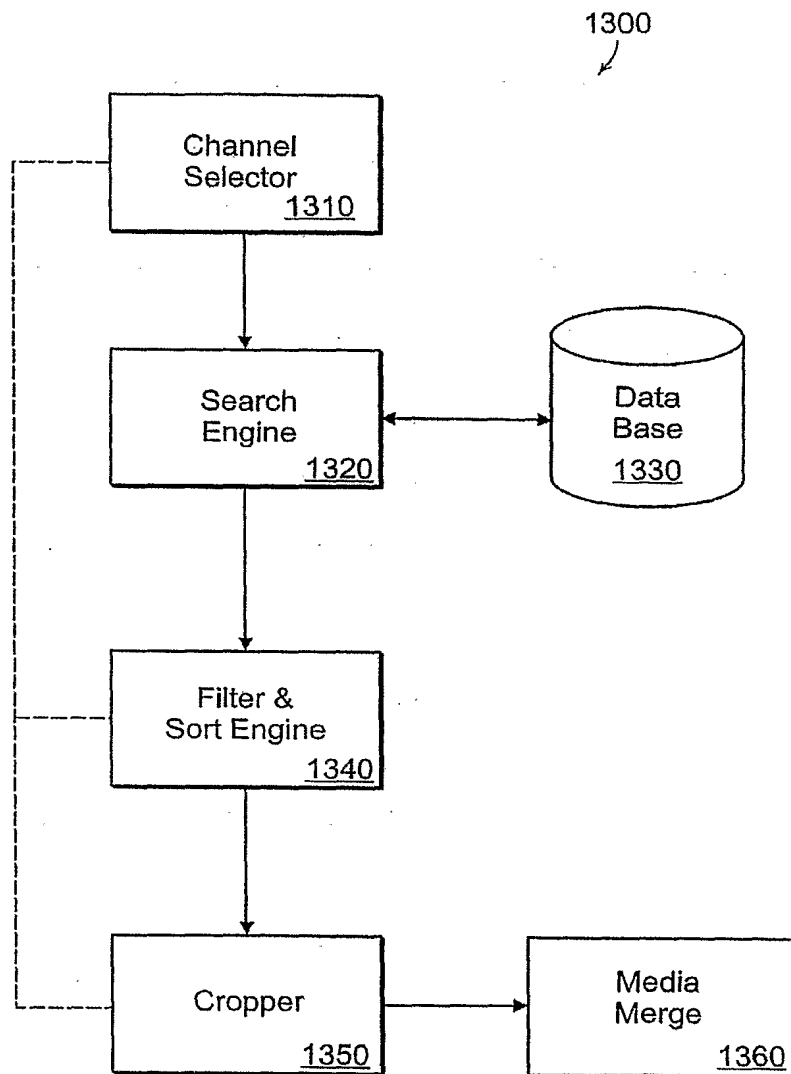 1300
Channel
Selector
1310
Search
Engine
1320
Data
Base
1330
Filter &
Sort Engine
1340
Cropper
1350
Media
Merge
1360